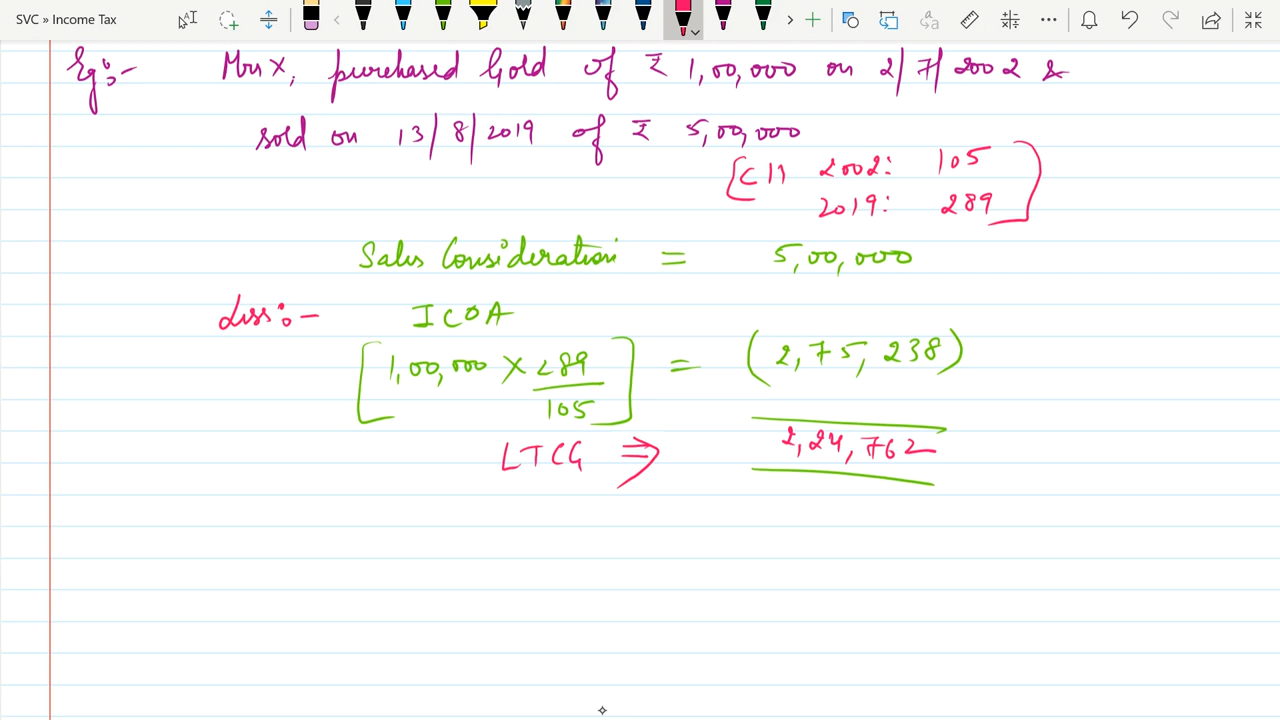 SVC » Income Tax
Eg:- Mr X, purchased Gold of ₹ 1,00,000 on 2/7/2002 &
sold on 13/8/2019 of ₹ 5,00,000
[CII 2002: 105
2019: 289]
Sales Consideration = 5,00,000
Less:- ICOA
[1,00,000 × 289/105] = (2,75,238)
LTCG ⇒ 2,24,762